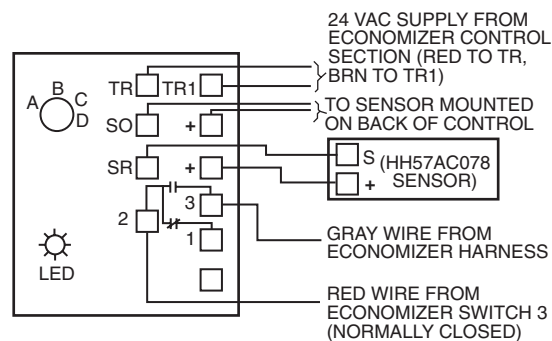 24 VAC SUPPLY FROM
ECONOMIZER CONTROL
SECTION (RED TO TR,
BRN TO TR1)
A B C D
TR TR1
SO +
TO SENSOR MOUNTED
ON BACK OF CONTROL
SR +
S (HH57AC078
+ SENSOR)
3
2
1
GRAY WIRE FROM
ECONOMIZER HARNESS
LED
RED WIRE FROM
ECONOMIZER SWITCH 3
(NORMALLY CLOSED)